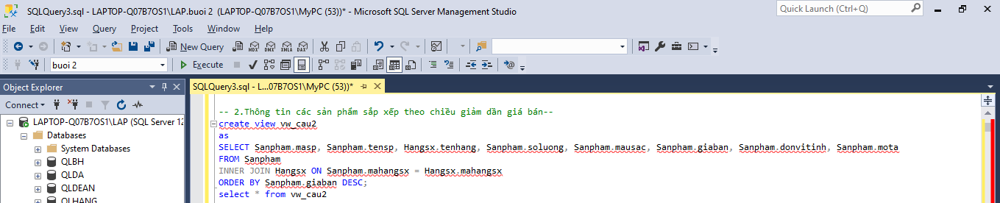 SQLQuery3.sql - LAPTOP-Q07B7OS1\LAP.buoi 2 (LAPTOP-Q07B7OS1\MyPC (53))* - Microsoft SQL Server Management Studio
Quick Launch (Ctrl+Q)
File Edit View Query Project Tools Window Help
New Query MDX DMX XMLA DAX
buoi 2 Execute
Object Explorer
SQLQuery3.sql - L...07B7OS1\MyPC (53))*
Connect
LAPTOP-Q07B7OS1\LAP (SQL Server 12
Databases
System Databases
QLBH
QLDA
QLDEAN
QLHANG
-- 2.Thông tin các sản phẩm sắp xếp theo chiều giảm dần giá bán--
create view vw_cau2
as
SELECT Sanpham.masp, Sanpham.tensp, Hangsx.tenhang, Sanpham.soluong, Sanpham.mausac, Sanpham.giaban, Sanpham.donvitinh, Sanpham.mota
FROM Sanpham
INNER JOIN Hangsx ON Sanpham.mahangsx = Hangsx.mahangsx
ORDER BY Sanpham.giaban DESC;
select * from vw_cau2